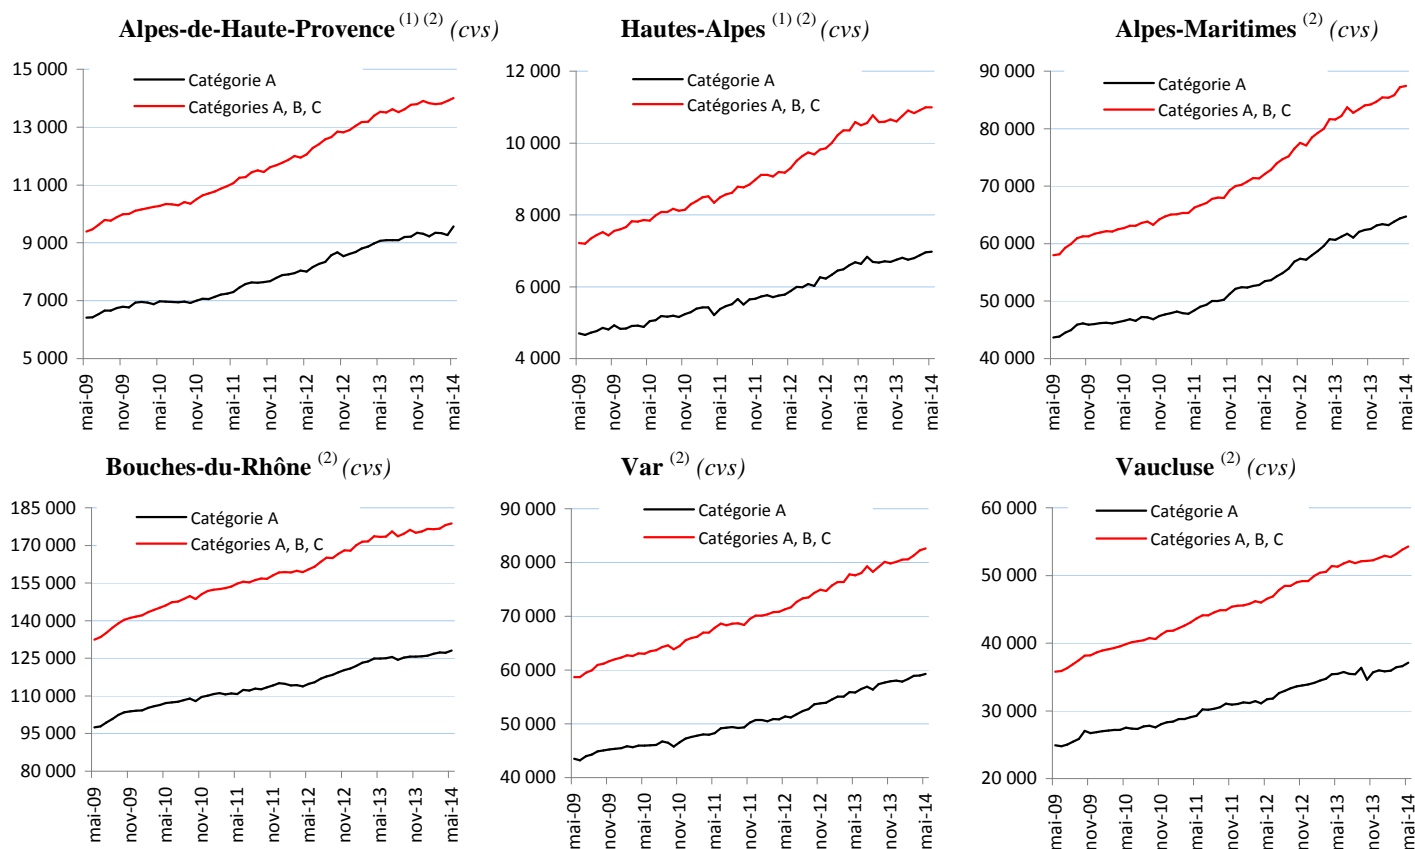 Alpes-de-Haute-Provence (1) (2) (cvs)
15 000
13 000
11 000
9 000
7 000
5 000
Catégorie A
Catégories A, B, C
mai-09
nov-09
mai-10
nov-10
mai-11
nov-11
mai-12
nov-12
mai-13
nov-13
mai-14
Hautes-Alpes (1) (2) (cvs)
12 000
10 000
8 000
6 000
4 000
Catégorie A
Catégories A, B, C
mai-09
nov-09
mai-10
nov-10
mai-11
nov-11
mai-12
nov-12
mai-13
nov-13
mai-14
Alpes-Maritimes (2) (cvs)
90 000
80 000
70 000
60 000
50 000
40 000
Catégorie A
Catégories A, B, C
mai-09
nov-09
mai-10
nov-10
mai-11
nov-11
mai-12
nov-12
mai-13
nov-13
mai-14
Bouches-du-Rhône (2) (cvs)
185 000
170 000
155 000
140 000
125 000
110 000
95 000
80 000
Catégorie A
Catégories A, B, C
mai-09
nov-09
mai-10
nov-10
mai-11
nov-11
mai-12
nov-12
mai-13
nov-13
mai-14
Var (2) (cvs)
90 000
80 000
70 000
60 000
50 000
40 000
Catégorie A
Catégories A, B, C
mai-09
nov-09
mai-10
nov-10
mai-11
nov-11
mai-12
nov-12
mai-13
nov-13
mai-14
Vaucluse (2) (cvs)
60 000
50 000
40 000
30 000
20 000
Catégorie A
Catégories A, B, C
mai-09
nov-09
mai-10
nov-10
mai-11
nov-11
mai-12
nov-12
mai-13
nov-13
mai-14